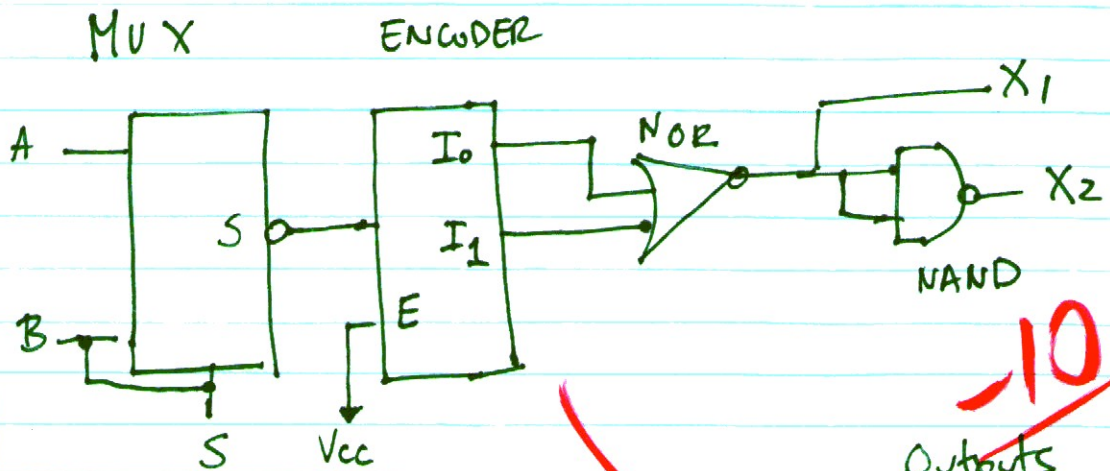 MUX ENCODER
X1
NOR
A I0
X2
S I1
NAND
E
B
-10
S Vcc Outputs